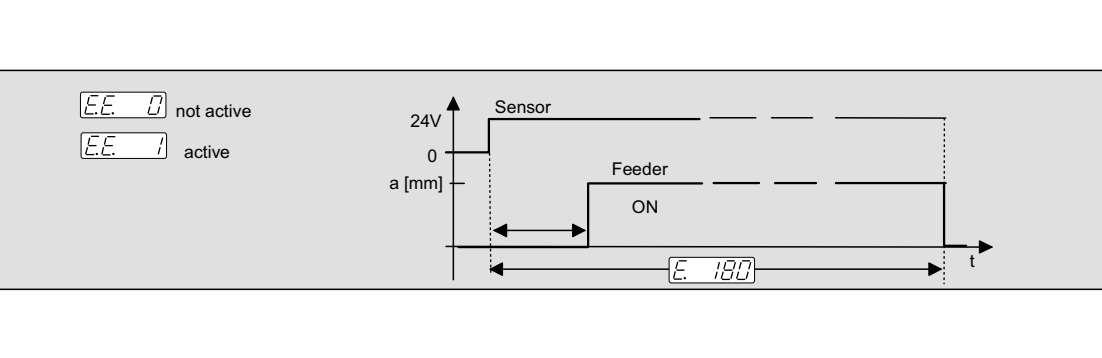 E.E. 0 not active
E.E. 1 active
Sensor
24V
0
a [mm]
Feeder
ON
E. 180
t